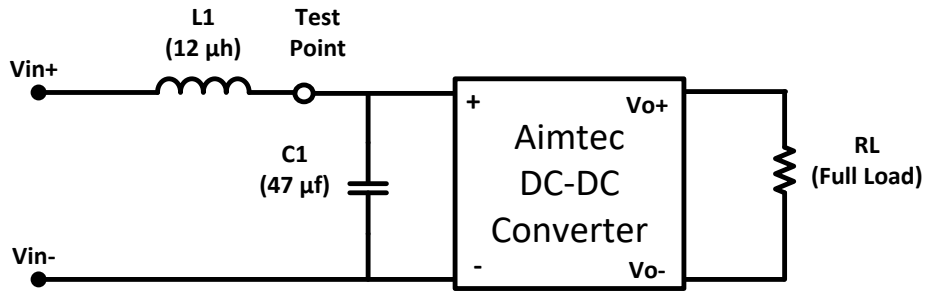 L1
(12 μh)
Test
Point
Vin+
C1
(47 μf)
Vin-
+
-
Aimtec
DC-DC
Converter
Vo+
Vo-
RL
(Full Load)